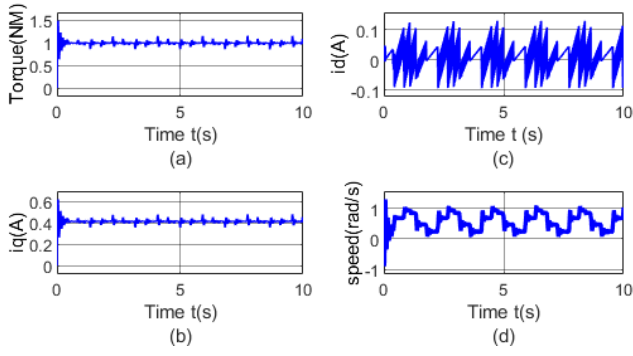 Torque(NM)
1.5
1
1.5
0
0
5
10
Time t(s)
(a)
id(A)
0.1
0
-0.1
0
5
10
Time t (s)
(c)
iq(A)
0.6
0.4
0.2
0
0
5
10
Time t(s)
(b)
speed(rad/s)
1
0
-1
0
5
10
Time t(s)
(d)